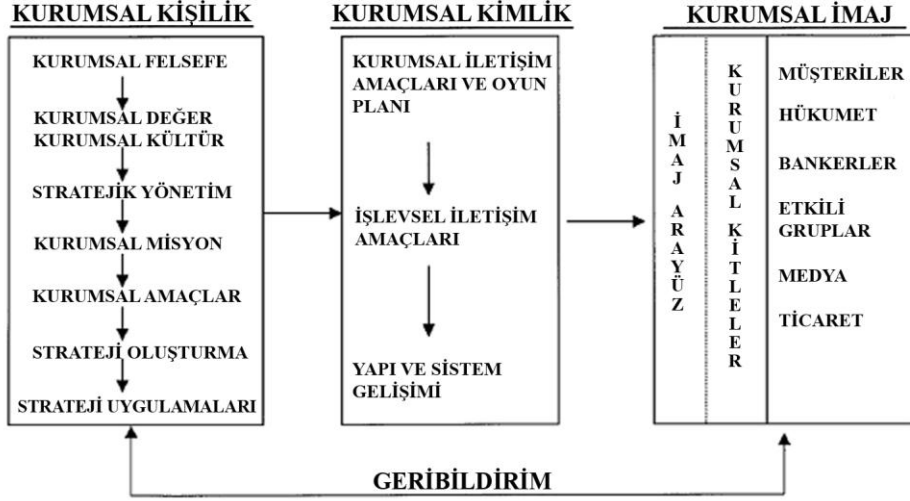 KURUMSAL KİŞİLİK
KURUMSAL FELSEFE
KURUMSAL DEĞER
KURUMSAL KÜLTÜR
STRATEJİK YÖNETİM
KURUMSAL MİSYON
KURUMSAL AMAÇLAR
STRATEJİ OLUŞTURMA
STRATEJİ UYGULAMALARI
KURUMSAL KİMLİK
KURUMSAL İLETİŞİM
AMAÇLARI VE OYUN
PLANI
İŞLEVSEL İLETİŞİM
AMAÇLARI
YAPI VE SİSTEM
GELİŞİMİ
KURUMSAL İMAJ
İMAJ ARAYÜZ
KURUMSAL KİTLELER
MÜŞTERİLER
HÜKUMET
BANKERLER
ETKİLİ
GRUPLAR
MEDYA
TİCARET
GERİBİLDİRİM